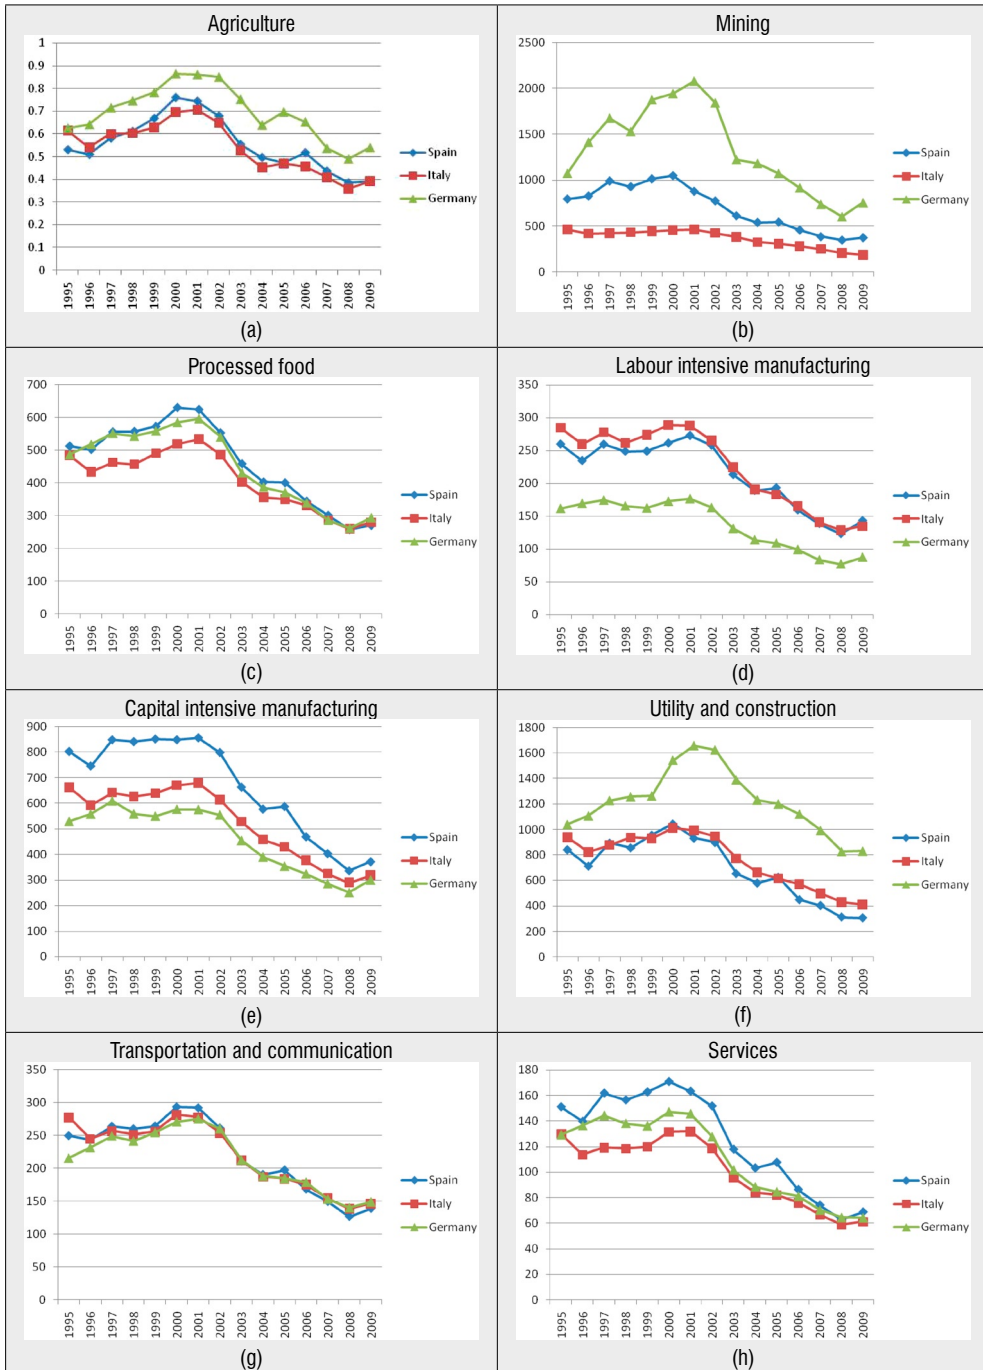 Agriculture
1
0.9
0.8
0.7
0.6
0.5
0.4
0.3
0.2
0.1
0
Spain
Italy
Germany
1995 1996 1997 1998 1999 2000 2001 2002 2003 2004 2005 2006 2007 2008 2009
(a)
Mining
2500
2000
1500
1000
500
0
Spain
Italy
Germany
1995 1996 1997 1998 1999 2000 2001 2002 2003 2004 2005 2006 2007 2008 2009
(b)
Processed food
700
600
500
400
300
200
100
0
Spain
Italy
Germany
1995 1996 1997 1998 1999 2000 2001 2002 2003 2004 2005 2006 2007 2008 2009
(c)
Labour intensive manufacturing
350
300
250
200
150
100
50
0
Spain
Italy
Germany
1995 1996 1997 1998 1999 2000 2001 2002 2003 2004 2005 2006 2007 2008 2009
(d)
Capital intensive manufacturing
900
800
700
600
500
400
300
200
100
0
Spain
Italy
Germany
1995 1996 1997 1998 1999 2000 2001 2002 2003 2004 2005 2006 2007 2008 2009
(e)
Utility and construction
1800
1600
1400
1200
1000
800
600
400
200
0
Spain
Italy
Germany
1995 1996 1997 1998 1999 2000 2001 2002 2003 2004 2005 2006 2007 2008 2009
(f)
Transportation and communication
350
300
250
200
150
100
50
0
Spain
Italy
Germany
1995 1996 1997 1998 1999 2000 2001 2002 2003 2004 2005 2006 2007 2008 2009
(g)
Services
180
160
140
120
100
80
60
40
20
0
Spain
Italy
Germany
1995 1996 1997 1998 1999 2000 2001 2002 2003 2004 2005 2006 2007 2008 2009
(h)